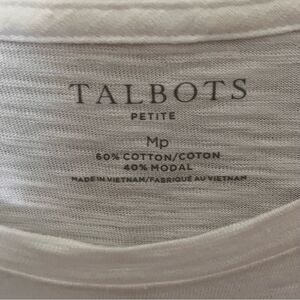 TALBOTS
PETITE
Mp
60% COTTON/COTON
40% MODAL
MADE IN VIETNAM/FABRIQUÉ AU VIETNAM